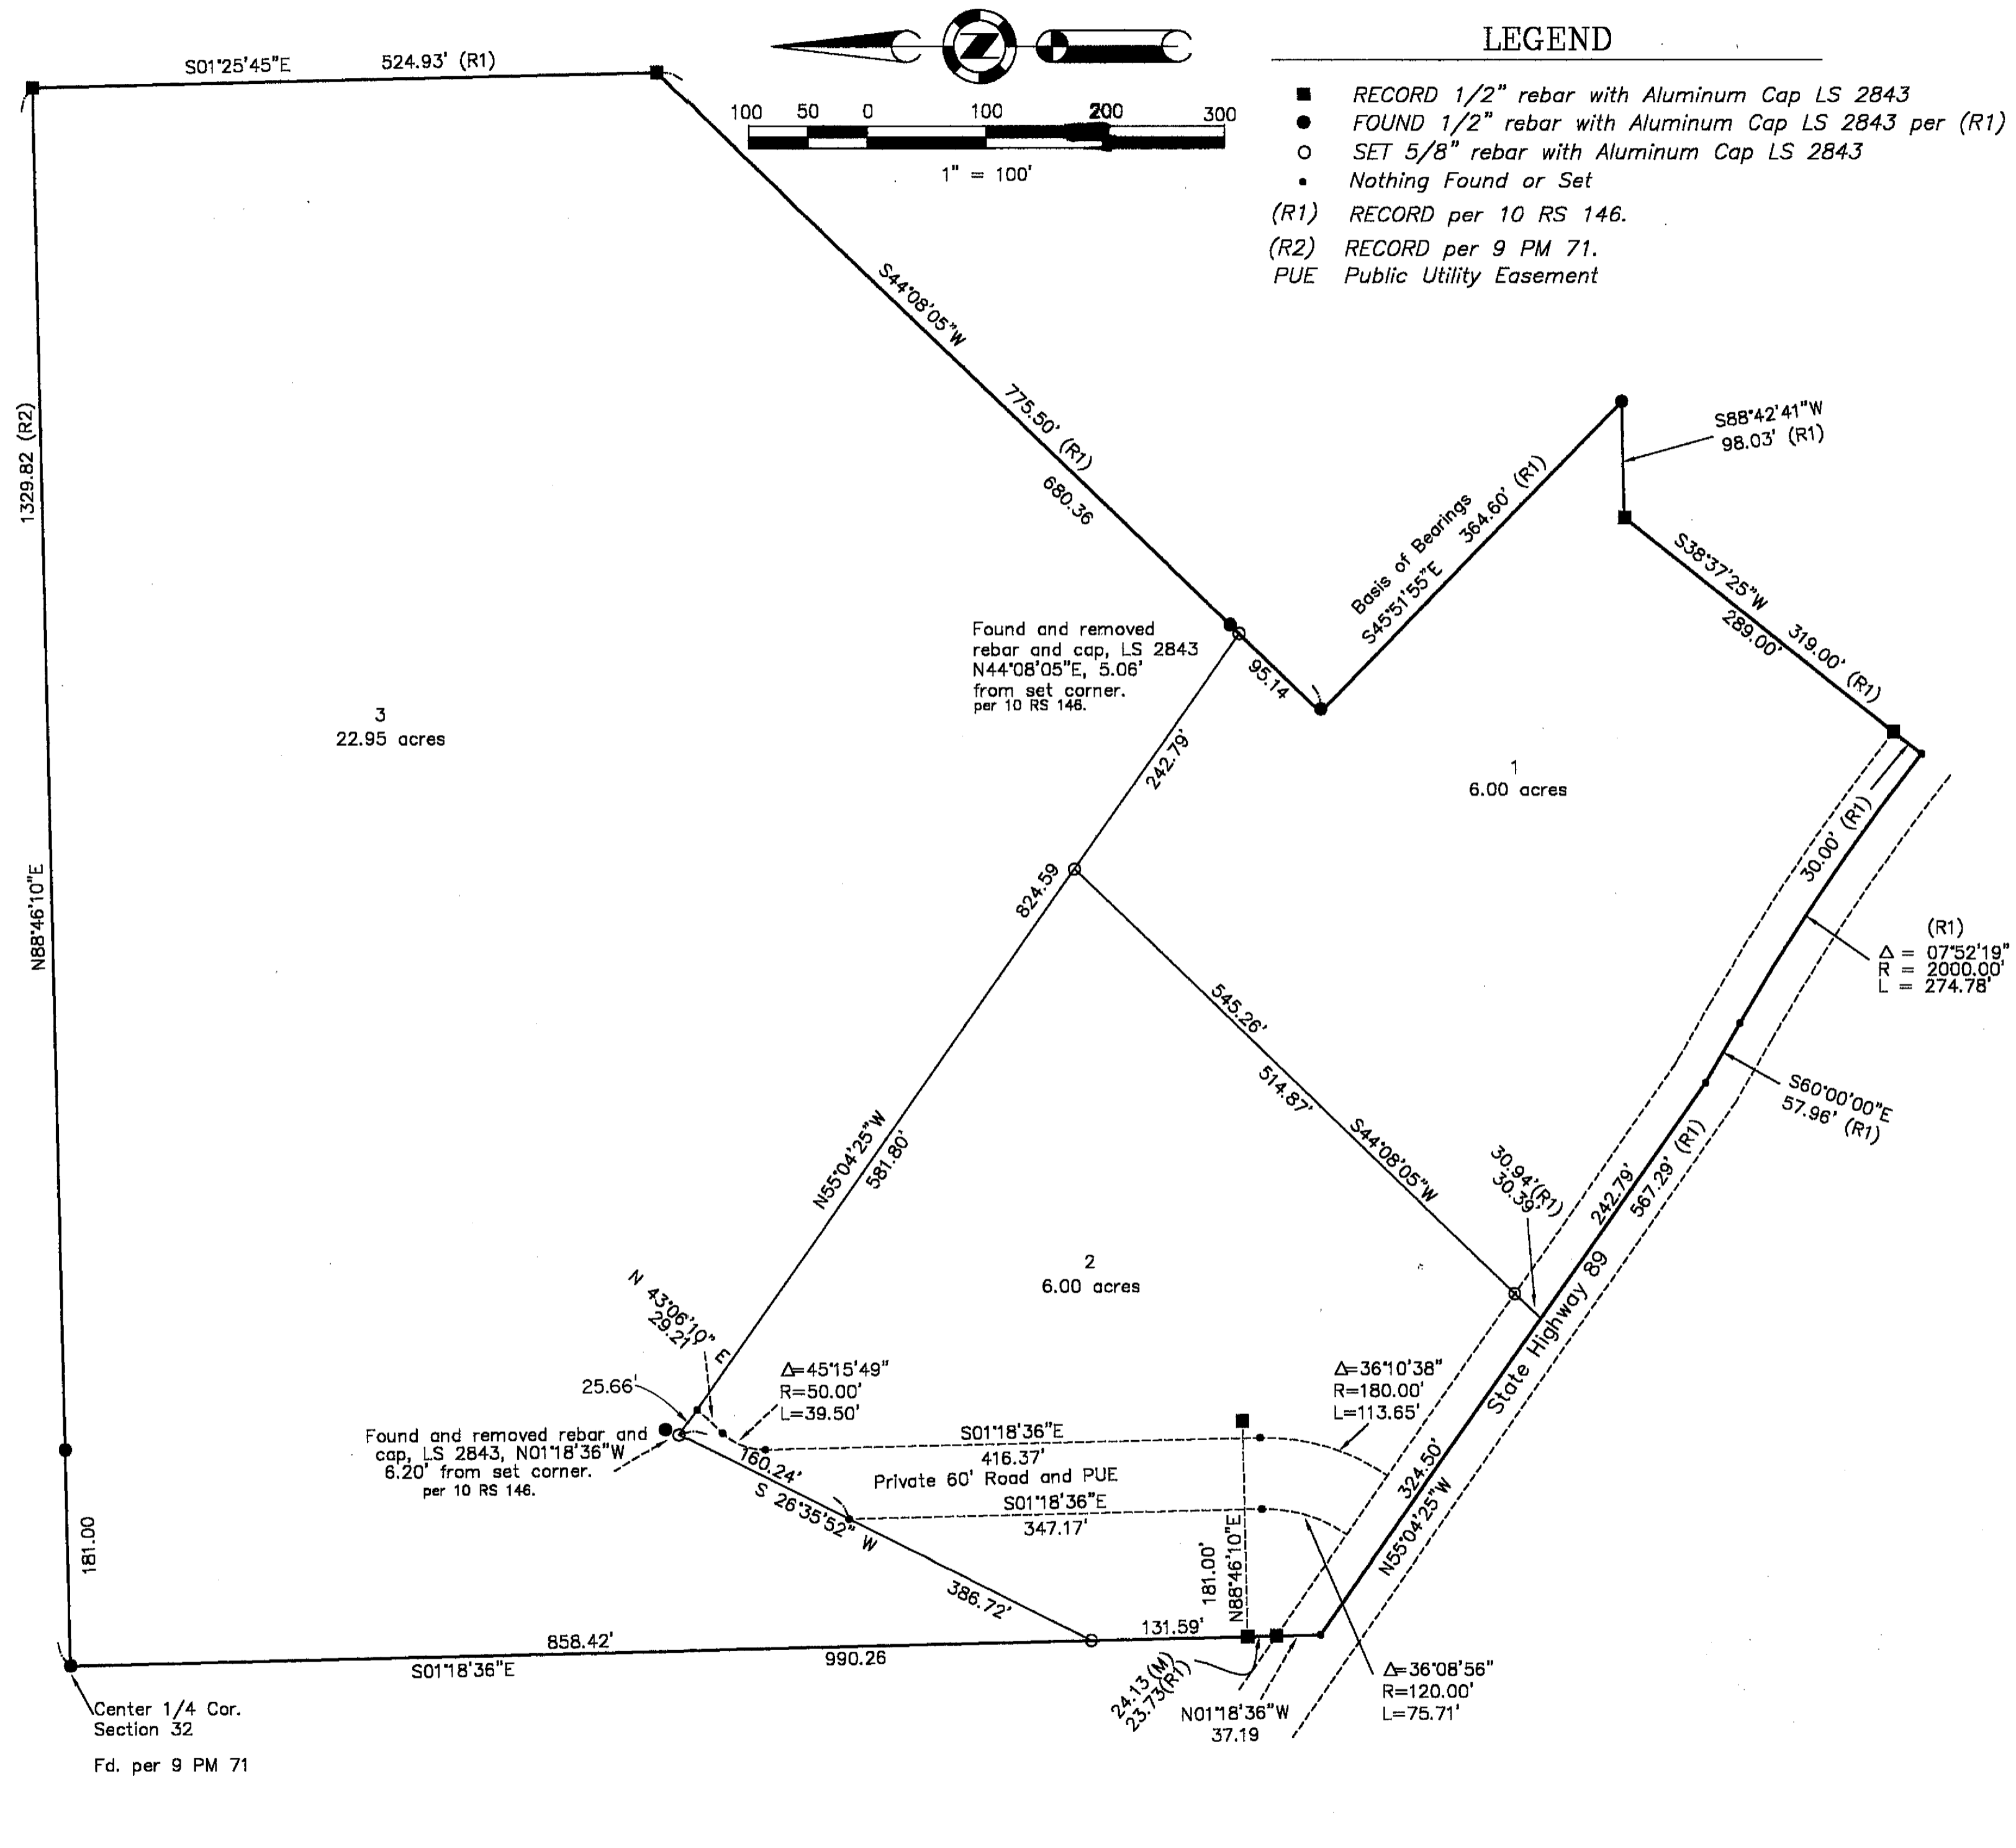 LEGEND
RECORD 1/2" rebar with Aluminum Cap LS 2843
FOUND 1/2" rebar with Aluminum Cap LS 2843 per (R1)
SET 5/8" rebar with Aluminum Cap LS 2843
Nothing Found or Set
(R1) RECORD per 10 RS 146.
(R2) RECORD per 9 PM 71.
PUE Public Utility Easement
Z
100 50 0 100 200 300
1" = 100'
S01°25'45"E 524.93' (R1)
1329.82 (R2)
N88°46'10"E
181.00
S44°08'05"W
775.50' (R1)
680.36
Basis of Bearings
S45°51'55"E 364.60' (R1)
S88°42'41"W
98.03' (R1)
S38°37'25"W
289.00'
319.00' (R1)
Found and removed
rebar and cap, LS 2843
N44°08'05"E, 5.06'
from set corner.
per 10 RS 146.
95.14
242.79'
824.59
3
22.95 acres
1
6.00 acres
30.00' (R1)
(R1)
Δ = 07°52'19"
R = 2000.00'
L = 274.78'
S60°00'00"E
57.96' (R1)
545.26'
514.87'
S44°08'05"W
30.94'(R1)
30.39'
242.79'
567.29' (R1)
State Highway 89
324.50'
N55°04'25"W
N55°04'25"W
581.80'
2
6.00 acres
N 43°06'10" E
29.21'
25.66'
Δ=45°15'49"
R=50.00'
L=39.50'
Δ=36°10'38"
R=180.00'
L=113.65'
Found and removed rebar and
cap, LS 2843, N01°18'36"W
6.20' from set corner.
per 10 RS 146.
160.24'
S 26°35'52" W
386.72'
S01°18'36"E
416.37'
Private 60' Road and PUE
S01°18'36"E
347.17'
181.00'
N88°46'10"E
131.59'
858.42'
S01°18'36"E
990.26
24.13 (M)
23.73(R1)
N01°18'36"W
37.19
Δ=36°08'56"
R=120.00'
L=75.71'
Center 1/4 Cor.
Section 32
Fd. per 9 PM 71